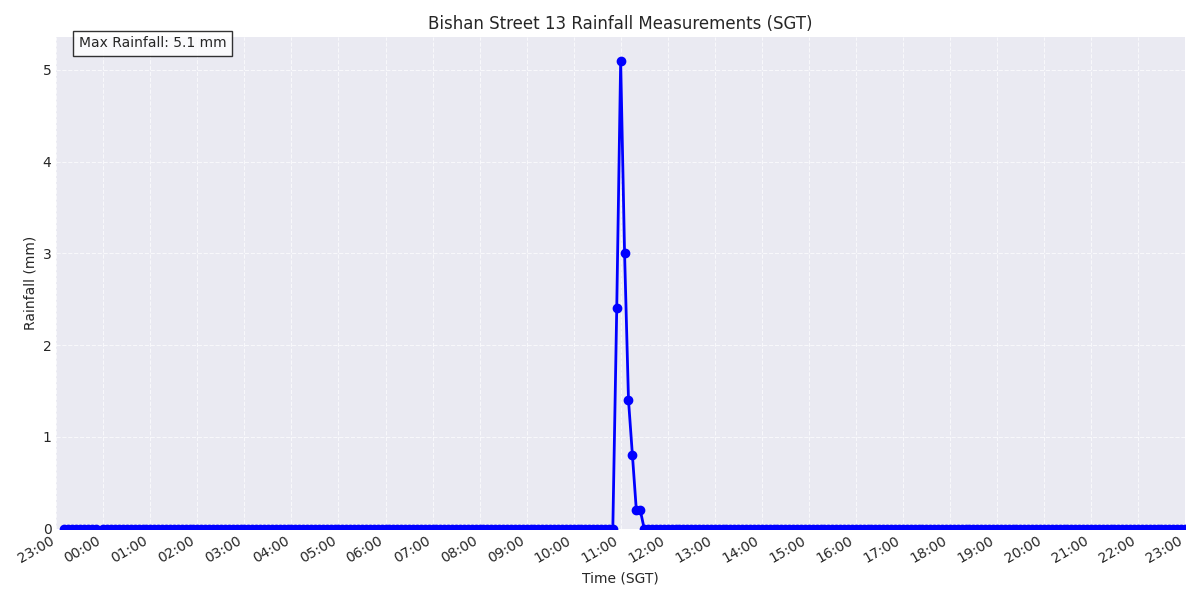 Bishan Street 13 Rainfall Measurements (SGT)
Max Rainfall: 5.1 mm
5
4
3
2
1
0
Rainfall (mm)
23:00 00:00 01:00 02:00 03:00 04:00 05:00 06:00 07:00 08:00 09:00 10:00 11:00 12:00 13:00 14:00 15:00 16:00 17:00 18:00 19:00 20:00 21:00 22:00 23:00
Time (SGT)